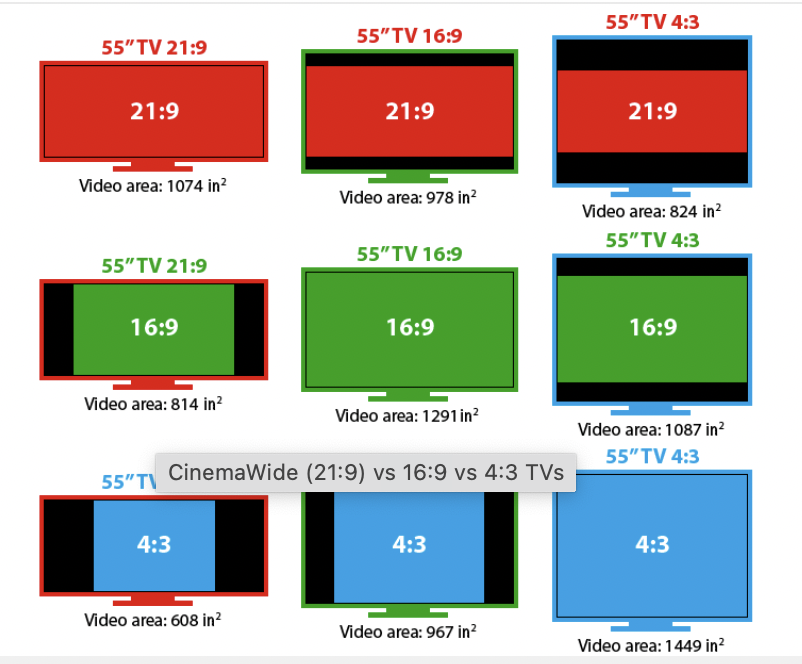 55″ TV 21:9
55″ TV 16:9
55″ TV 4:3
21:9
21:9
21:9
Video area: 1074 in²
Video area: 978 in²
Video area: 824 in²
55″ TV 21:9
55″ TV 16:9
55″ TV 4:3
16:9
16:9
16:9
Video area: 814 in²
Video area: 1291 in²
Video area: 1087 in²
55″ TV
CinemaWide (21:9) vs 16:9 vs 4:3 TVs
55″ TV 4:3
4:3
4:3
4:3
Video area: 608 in²
Video area: 967 in²
Video area: 1449 in²